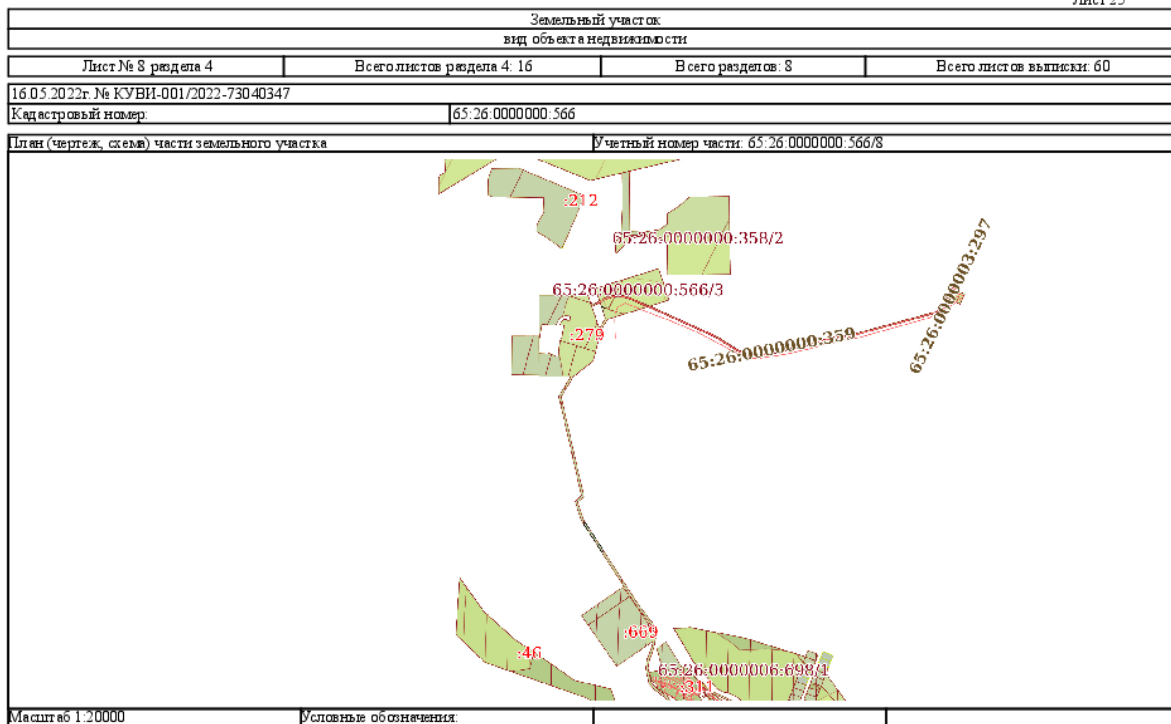 Лист 25
Земельный участок
вид объекта недвижимости
Лист № 8 раздела 4 Всего листов раздела 4: 16 Всего разделов: 8 Всего листов выписки: 60
16.05.2022г. № КУВИ-001/2022-73040347
Кадастровый номер: 65:26:0000000:566
План (чертеж, схема) части земельного участка Учетный номер части: 65:26:0000000:566/8
:212
65:26:0000000:358/2
65:26:0000003:297
65:26:0000000:566/3
:279
65:26:0000000:359
:669
:46
65:26:0000006:698/1
:311
Масштаб 1:20000 Условные обозначения: